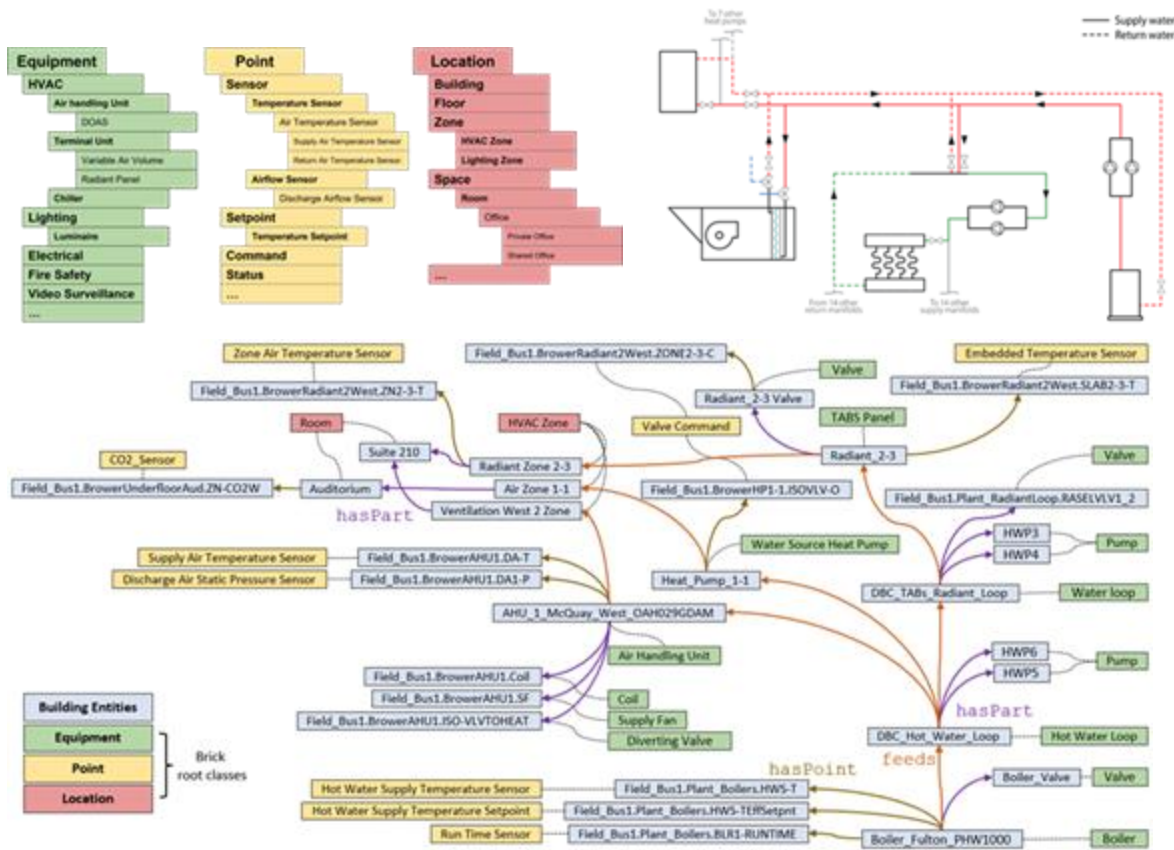 Equipment
HVAC
Air handling Unit
DOAS
Terminal Unit
Variable Air Volume
Radiant Panel
Chiller
Lighting
Luminaire
Electrical
Fire Safety
Video Surveillance
...
Point
Sensor
Temperature Sensor
Air Temperature Sensor
Supply Air Temperature Sensor
Return Air Temperature Sensor
Airflow Sensor
Discharge Airflow Sensor
Setpoint
Temperature Setpoint
Command
Status
...
Location
Building
Floor
Zone
HVAC Zone
Lighting Zone
Space
Room
Office
Private Office
Shared Office
...
To 7 other
heat pumps
Supply water
Return water
From 14 other
return manifolds
To 14 other
supply manifolds
Zone Air Temperature Sensor
Field_Bus1.BrowerRadiant2West.ZONE2-3-C
Embedded Temperature Sensor
Field_Bus1.BrowerRadiant2West.ZN2-3-T
Valve
Field_Bus1.BrowerRadiant2West.SLAB2-3-T
Radiant_2-3 Valve
Room
HVAC Zone
Valve Command
TABS Panel
CO2_Sensor
Suite 210
Radiant Zone 2-3
Radiant_2-3
Valve
Field_Bus1.BrowerUnderfloorAud.ZN-CO2W
Auditorium
Air Zone 1-1
Field_Bus1.BrowerHP1-1.ISOVLV-O
Field_Bus1.Plant_RadiantLoop.RASELVLV1_2
hasPart
Ventilation West 2 Zone
HWP3
Pump
HWP4
Water Source Heat Pump
Supply Air Temperature Sensor
Field_Bus1.BrowerAHU1.DA-T
Discharge Air Static Pressure Sensor
Field_Bus1.BrowerAHU1.DA1-P
Heat_Pump_1-1
DBC_TABs_Radiant_Loop
Water loop
AHU_1_McQuay_West_OAH029GDAM
Air Handling Unit
HWP6
Pump
HWP5
Field_Bus1.BrowerAHU1.Coil
Coil
Field_Bus1.BrowerAHU1.SF
Supply Fan
Field_Bus1.BrowerAHU1.ISO-VLVTOHEAT
Diverting Valve
hasPart
DBC_Hot_Water_Loop
Hot Water Loop
feeds
hasPoint
Building Entities
Equipment
Point
Location
Brick
root classes
Boiler_Valve
Valve
Hot Water Supply Temperature Sensor
Field_Bus1.Plant_Boilers.HWS-T
Hot Water Supply Temperature Setpoint
Field_Bus1.Plant_Boilers.HWS-TEffSetpnt
Run Time Sensor
Field_Bus1.Plant_Boilers.BLR1-RUNTIME
Boiler_Fulton_PHW1000
Boiler